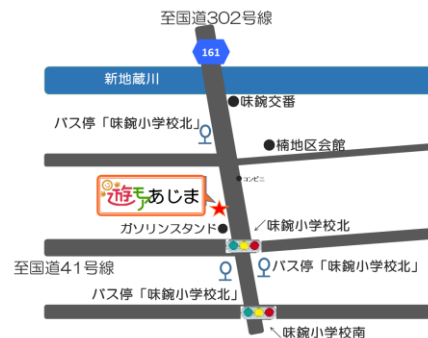 至国道302号線
161
新地蔵川
味鋺交番
バス停「味鋺小学校北」
楠地区会館
コンビニ
遊モアあじま
ガソリンスタンド
味鋺小学校北
至国道41号線
バス停「味鋺小学校北」
バス停「味鋺小学校北」
味鋺小学校南